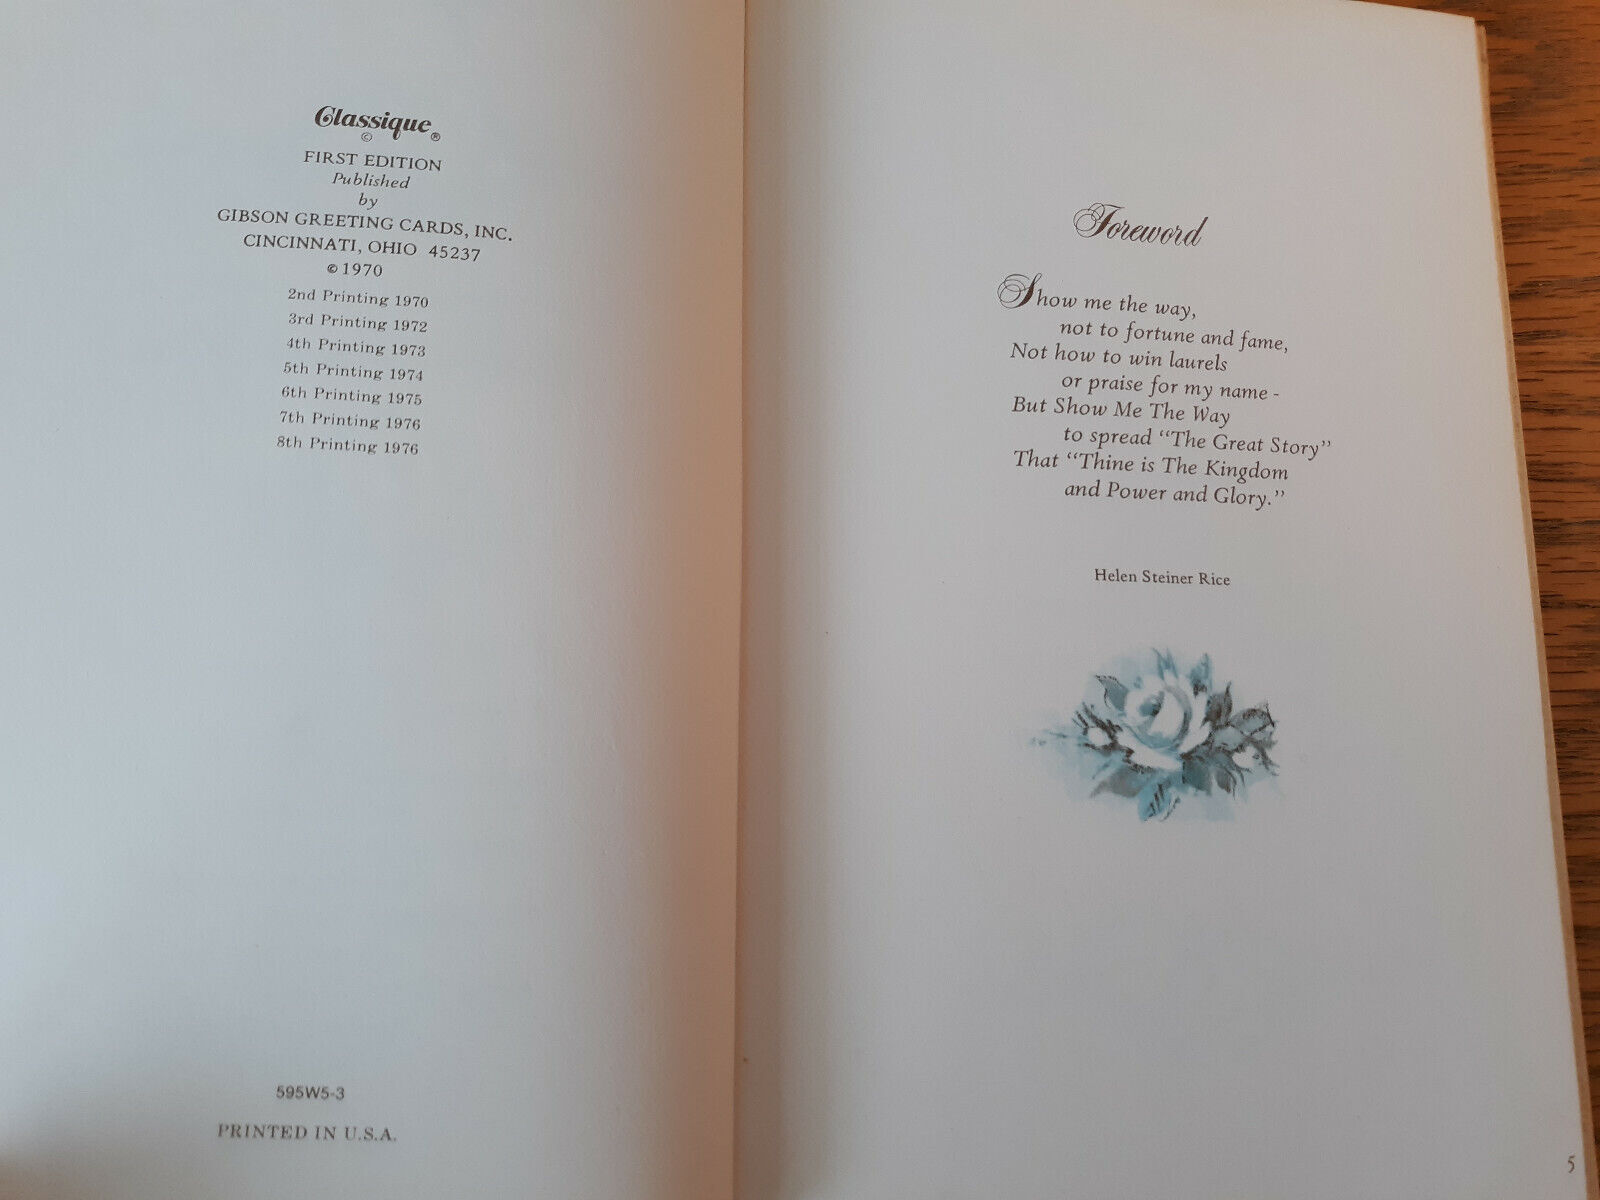 Classique®
©
FIRST EDITION
Published
by
GIBSON GREETING CARDS, INC.
CINCINNATI, OHIO 45237
© 1970
2nd Printing 1970
3rd Printing 1972
4th Printing 1973
5th Printing 1974
6th Printing 1975
7th Printing 1976
8th Printing 1976
595W5-3
PRINTED IN U.S.A.
Foreword
Show me the way,
not to fortune and fame,
Not how to win laurels
or praise for my name -
But Show Me The Way
to spread “The Great Story”
That “Thine is The Kingdom
and Power and Glory.”
Helen Steiner Rice
5